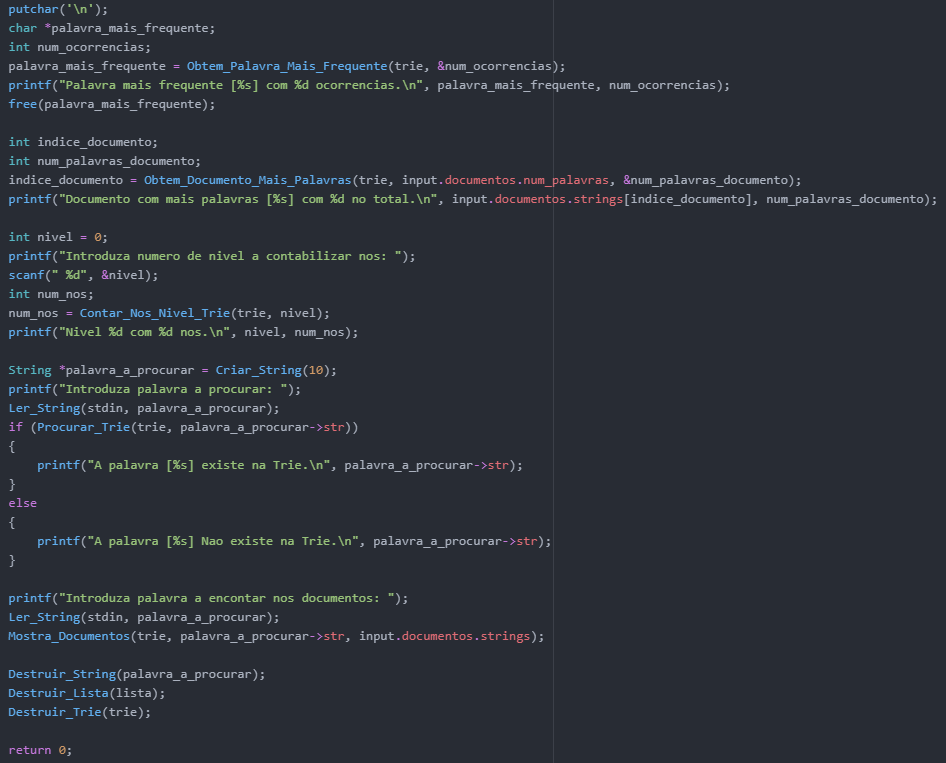 putchar('\n');
char *palavra_mais_frequente;
int num_ocorrencias;
palavra_mais_frequente = Obtem_Palavra_Mais_Frequente(trie, &num_ocorrencias);
printf("Palavra mais frequente [%s] com %d ocorrencias.\n", palavra_mais_frequente, num_ocorrencias);
free(palavra_mais_frequente);

int indice_documento;
int num_palavras_documento;
indice_documento = Obtem_Documento_Mais_Palavras(trie, input.documentos.num_palavras, &num_palavras_documento);
printf("Documento com mais palavras [%s] com %d no total.\n", input.documentos.strings[indice_documento], num_palavras_documento);

int nivel = 0;
printf("Introduza numero de nivel a contabilizar nos: ");
scanf(" %d", &nivel);
int num_nos;
num_nos = Contar_Nos_Nivel_Trie(trie, nivel);
printf("Nivel %d com %d nos.\n", nivel, num_nos);

String *palavra_a_procurar = Criar_String(10);
printf("Introduza palavra a procurar: ");
Ler_String(stdin, palavra_a_procurar);
if (Procurar_Trie(trie, palavra_a_procurar->str))
{
    printf("A palavra [%s] existe na Trie.\n", palavra_a_procurar->str);
}
else
{
    printf("A palavra [%s] Nao existe na Trie.\n", palavra_a_procurar->str);
}

printf("Introduza palavra a encontar nos documentos: ");
Ler_String(stdin, palavra_a_procurar);
Mostra_Documentos(trie, palavra_a_procurar->str, input.documentos.strings);

Destruir_String(palavra_a_procurar);
Destruir_Lista(lista);
Destruir_Trie(trie);

return 0;